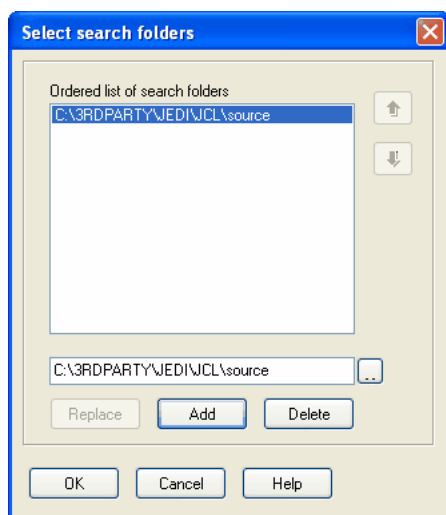 Select search folders
Ordered list of search folders
C:\3RDPARTY\JEDI\JCL\source
C:\3RDPARTY\JEDI\JCL\source
..
Replace Add Delete
OK Cancel Help